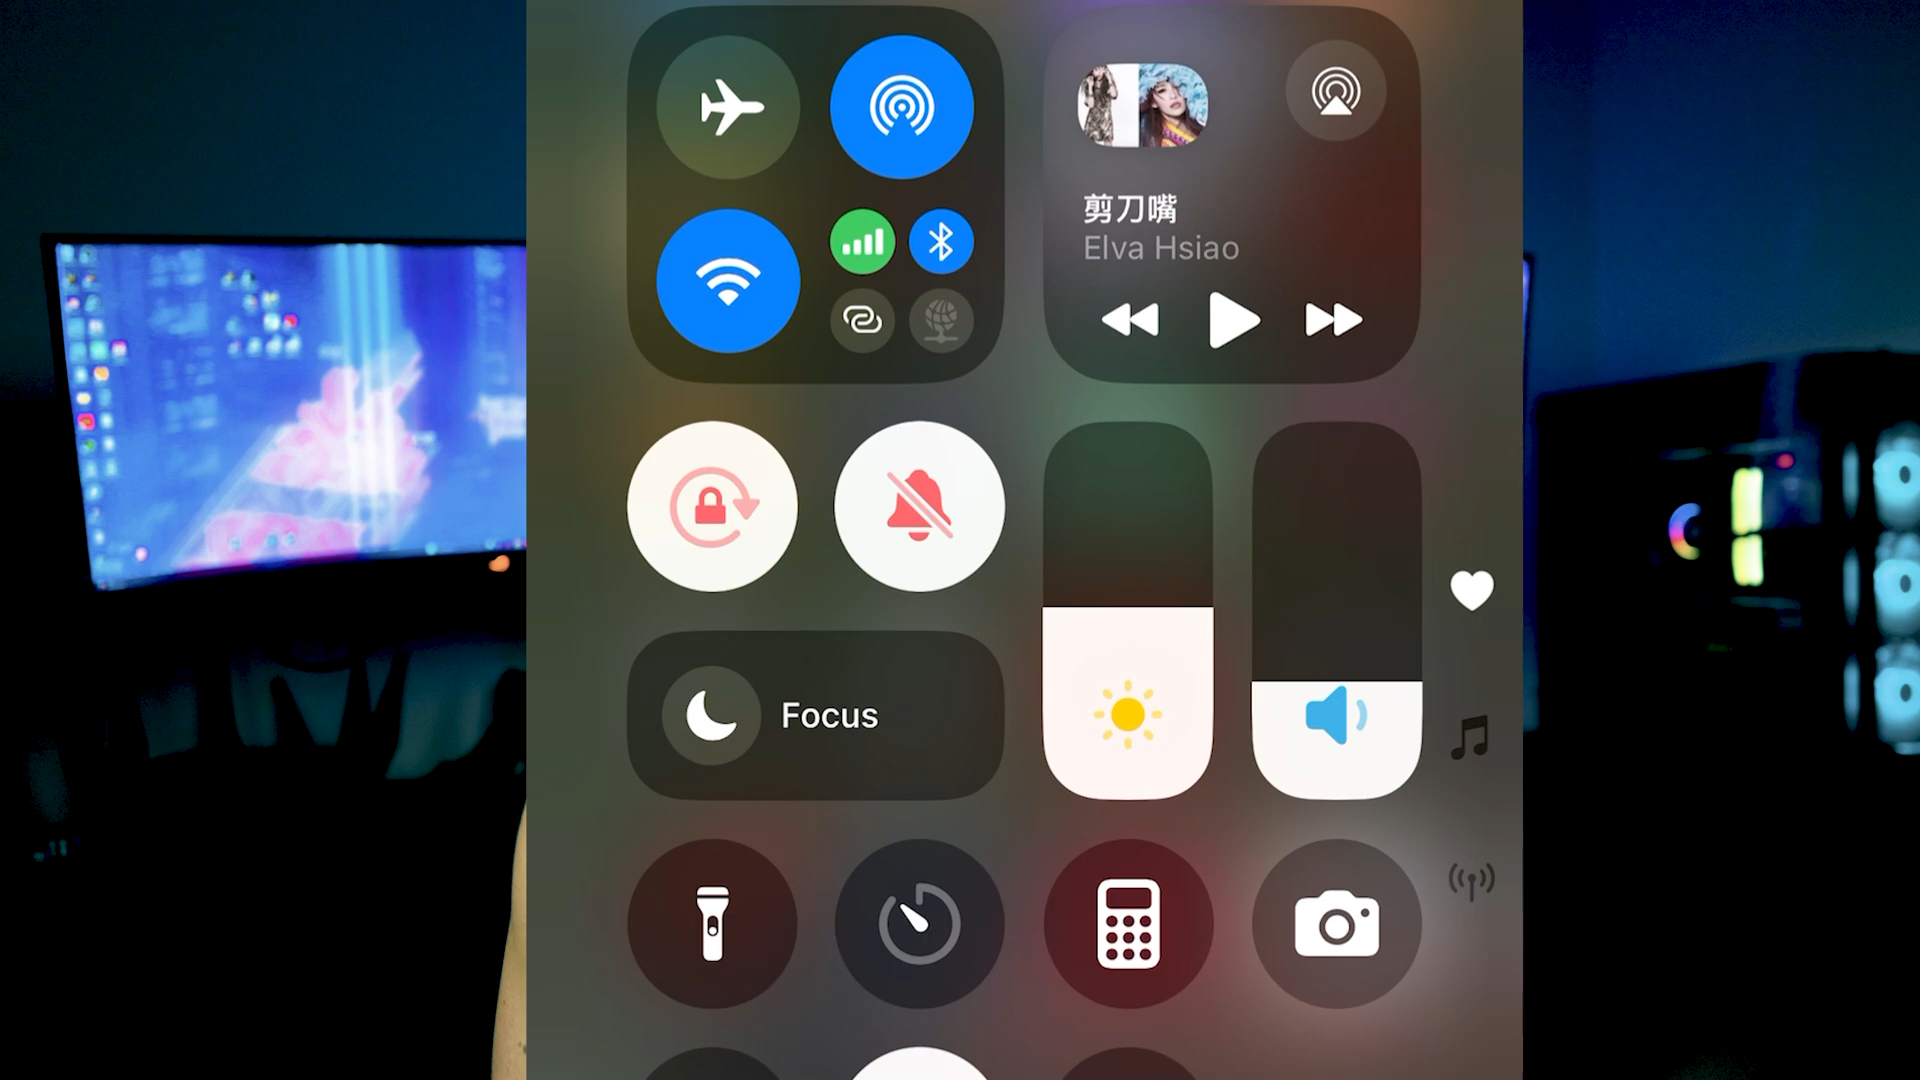 剪刀嘴
Elva Hsiao
Focus